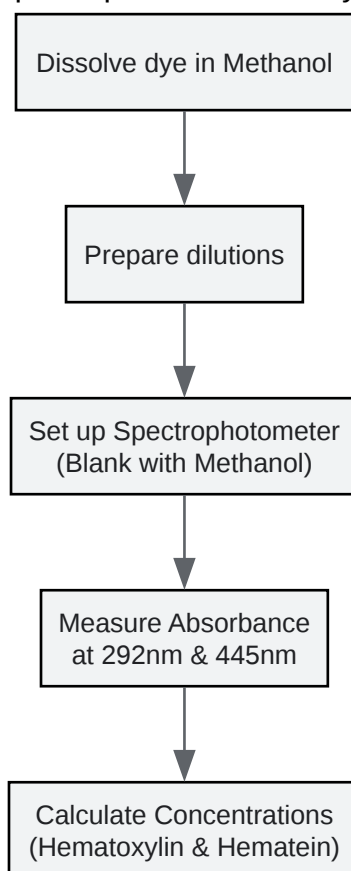 Dissolve dye in Methanol
Prepare dilutions
Set up Spectrophotometer
(Blank with Methanol)
Measure Absorbance
at 292nm & 445nm
Calculate Concentrations
(Hematoxylin & Hematein)